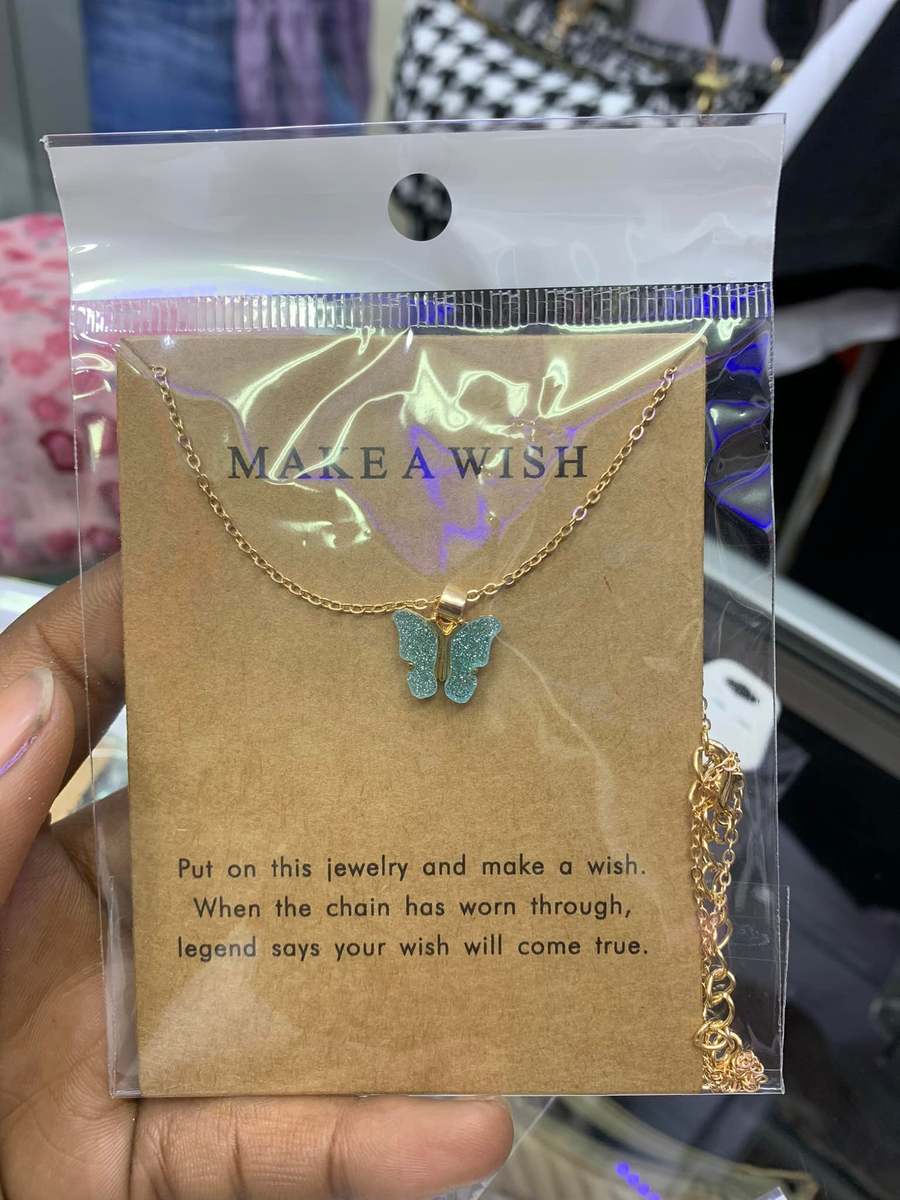 MAKE A WISH
Put on this jewelry and make a wish.
When the chain has worn through,
legend says your wish will come true.